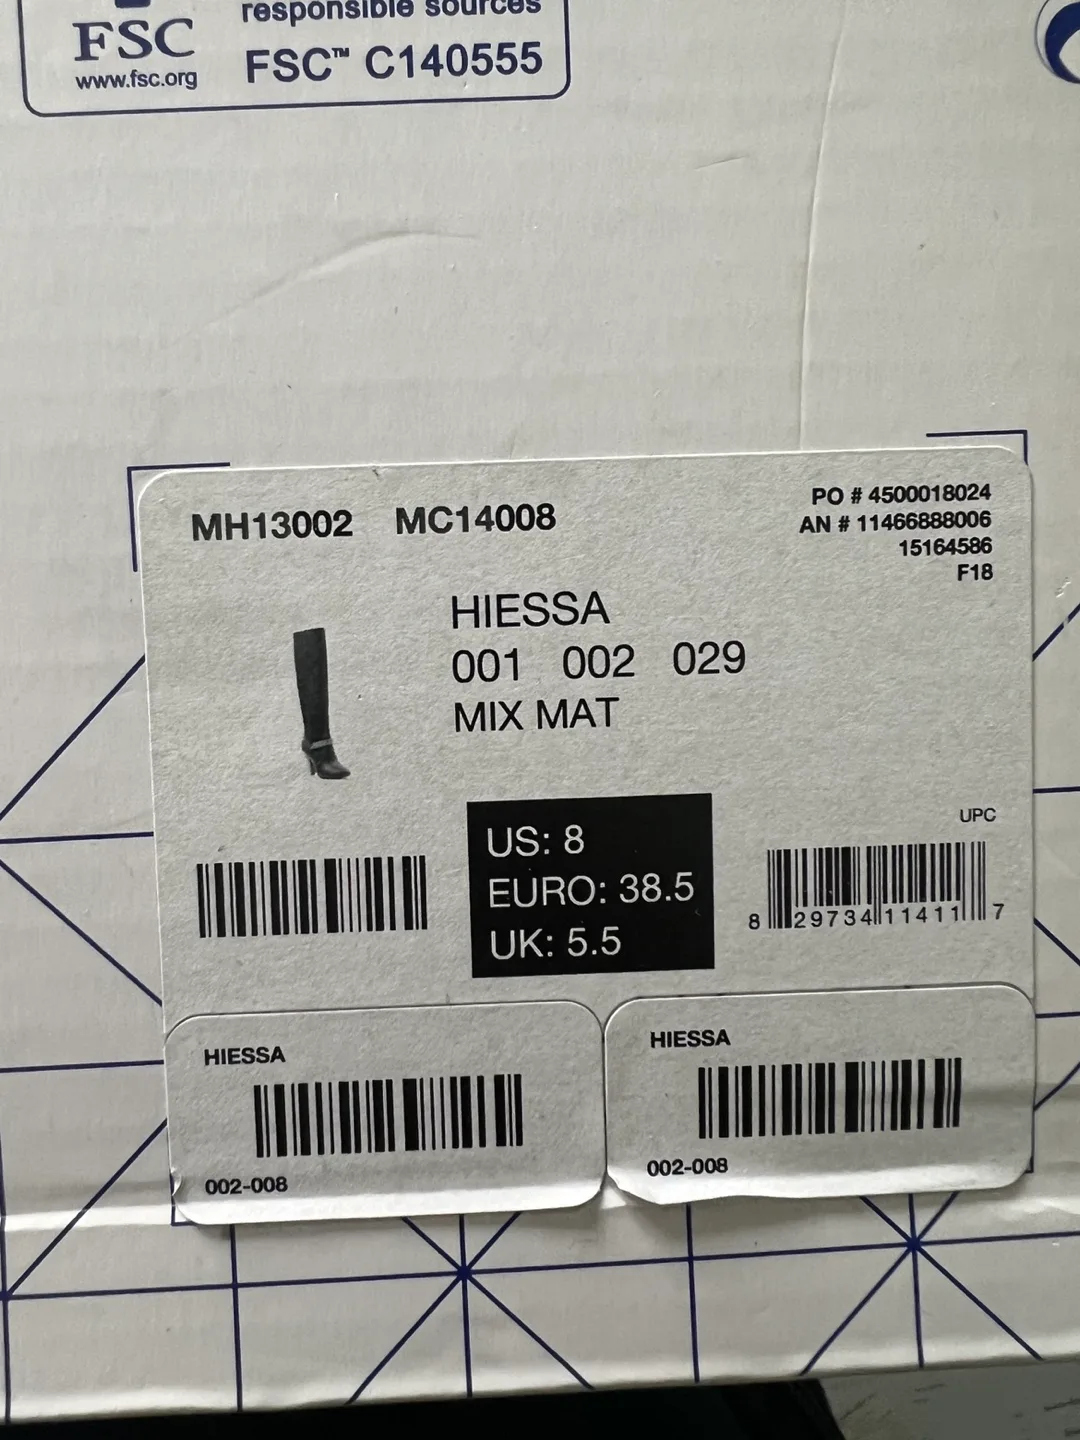 responsible sources
FSC
www.fsc.org
FSC™ C140555
MH13002 MC14008
PO # 4500018024
AN # 11466888006
15164586
F18
HIESSA
001 002 029
MIX MAT
US: 8
EURO: 38.5
UK: 5.5
UPC
8 29734 11411 7
HIESSA
002-008
HIESSA
002-008